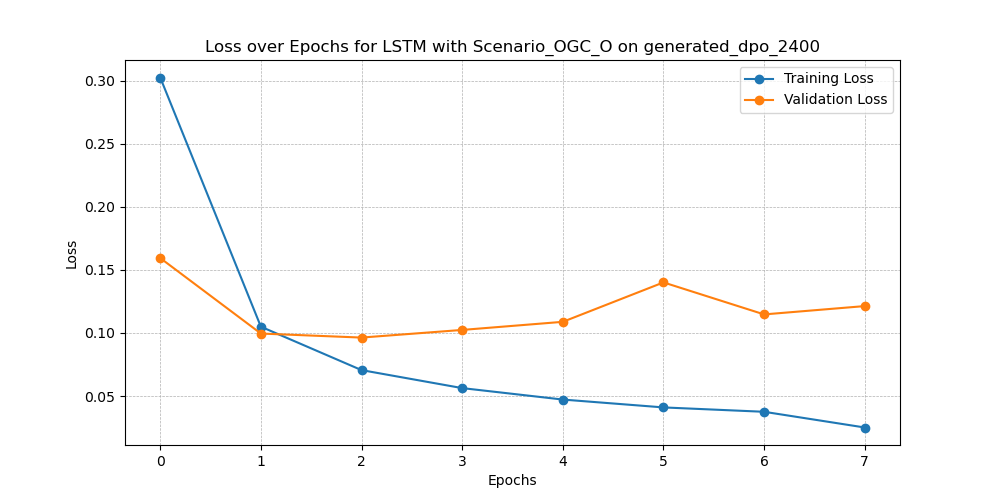 Loss over Epochs for LSTM with Scenario_OGC_O on generated_dpo_2400
Training Loss
Validation Loss
Loss
0.30
0.25
0.20
0.15
0.10
0.05
0 1 2 3 4 5 6 7
Epochs